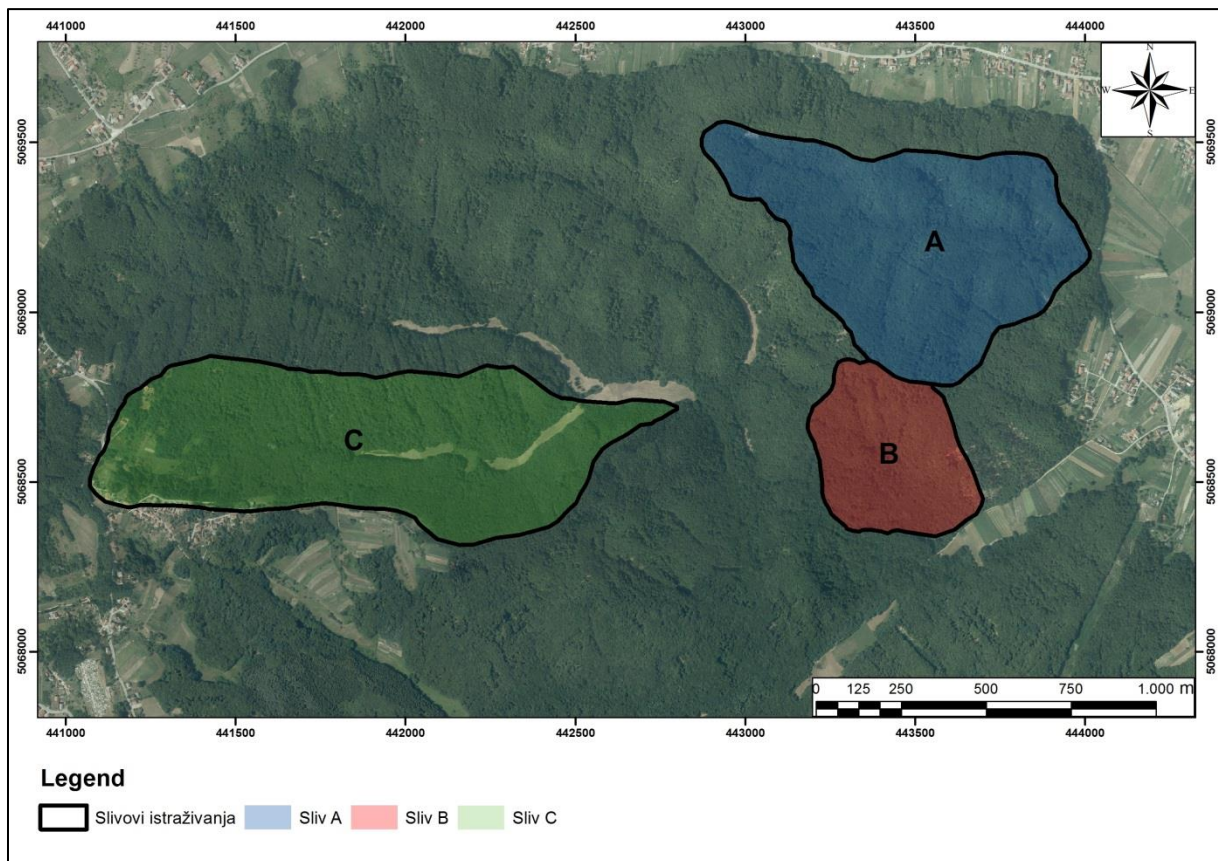 441000 441500 442000 442500 443000 443500 444000
N
W E
S
5069500 5069500
A
5069000 5069000
C
B
5068500 5068500
5068000 5068000
0 125 250 500 750 1.000 m
441000 441500 442000 442500 443000 443500 444000
Legend
Slivovi istraživanja Sliv A Sliv B Sliv C